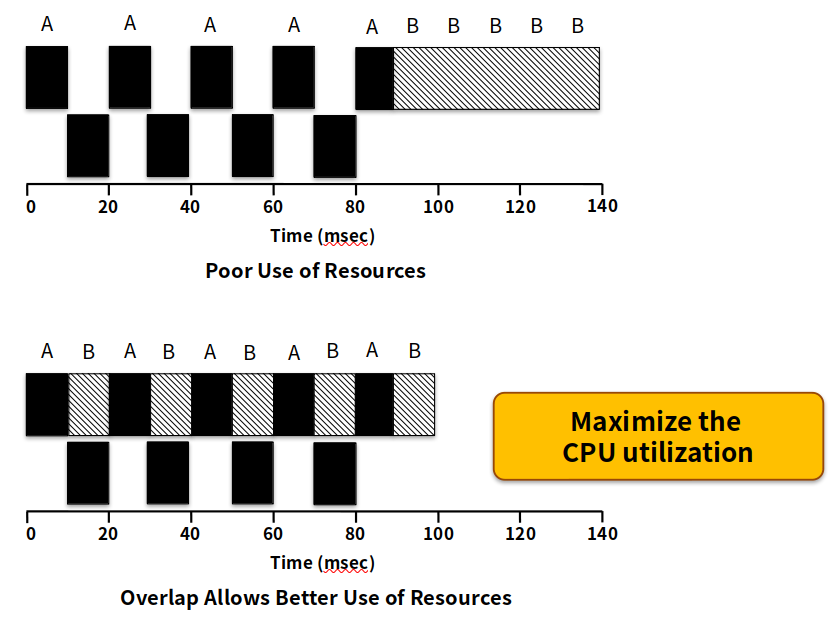 A A A A A B B B B B
0 20 40 60 80 100 120 140
Time (msec)
Poor Use of Resources
A B A B A B A B A B
Maximize the
CPU utilization
0 20 40 60 80 100 120 140
Time (msec)
Overlap Allows Better Use of Resources